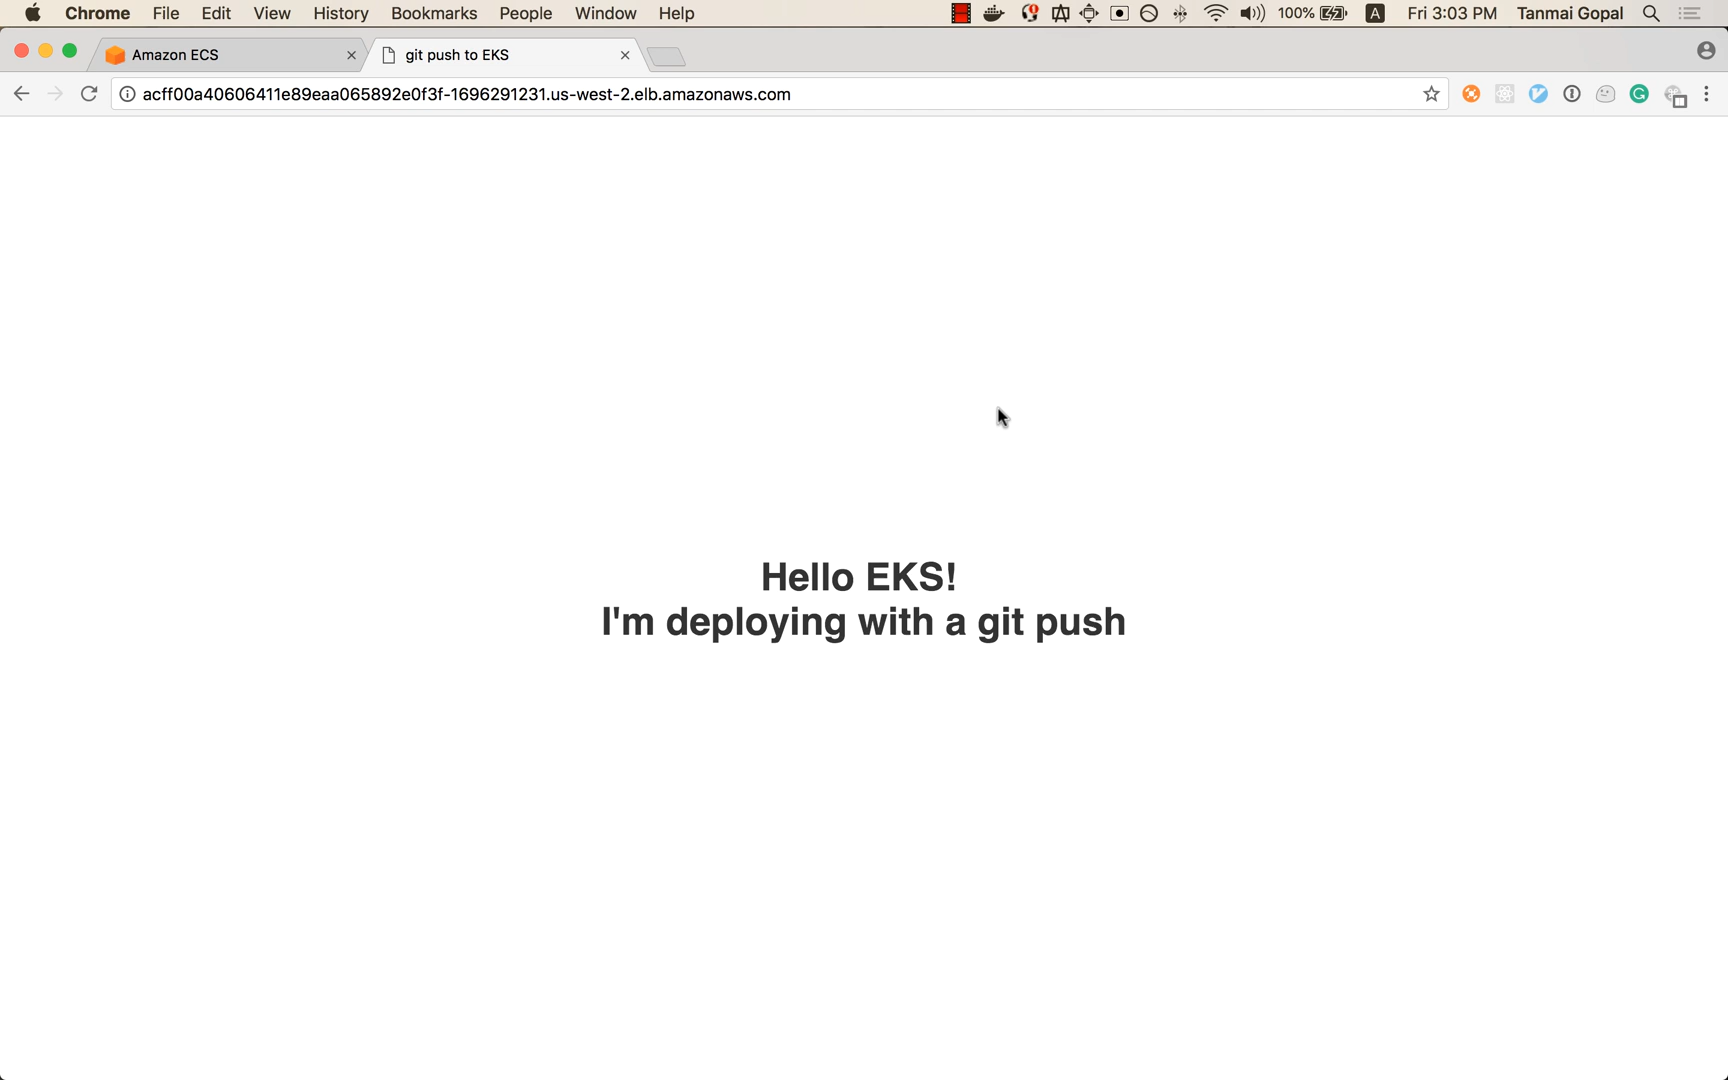 Chrome File Edit View History Bookmarks People Window Help 100% A Fri 3:03 PM Tanmai Gopal
Amazon ECS git push to EKS
acff00a40606411e89eaa065892e0f3f-1696291231.us-west-2.elb.amazonaws.com
Hello EKS!
I'm deploying with a git push